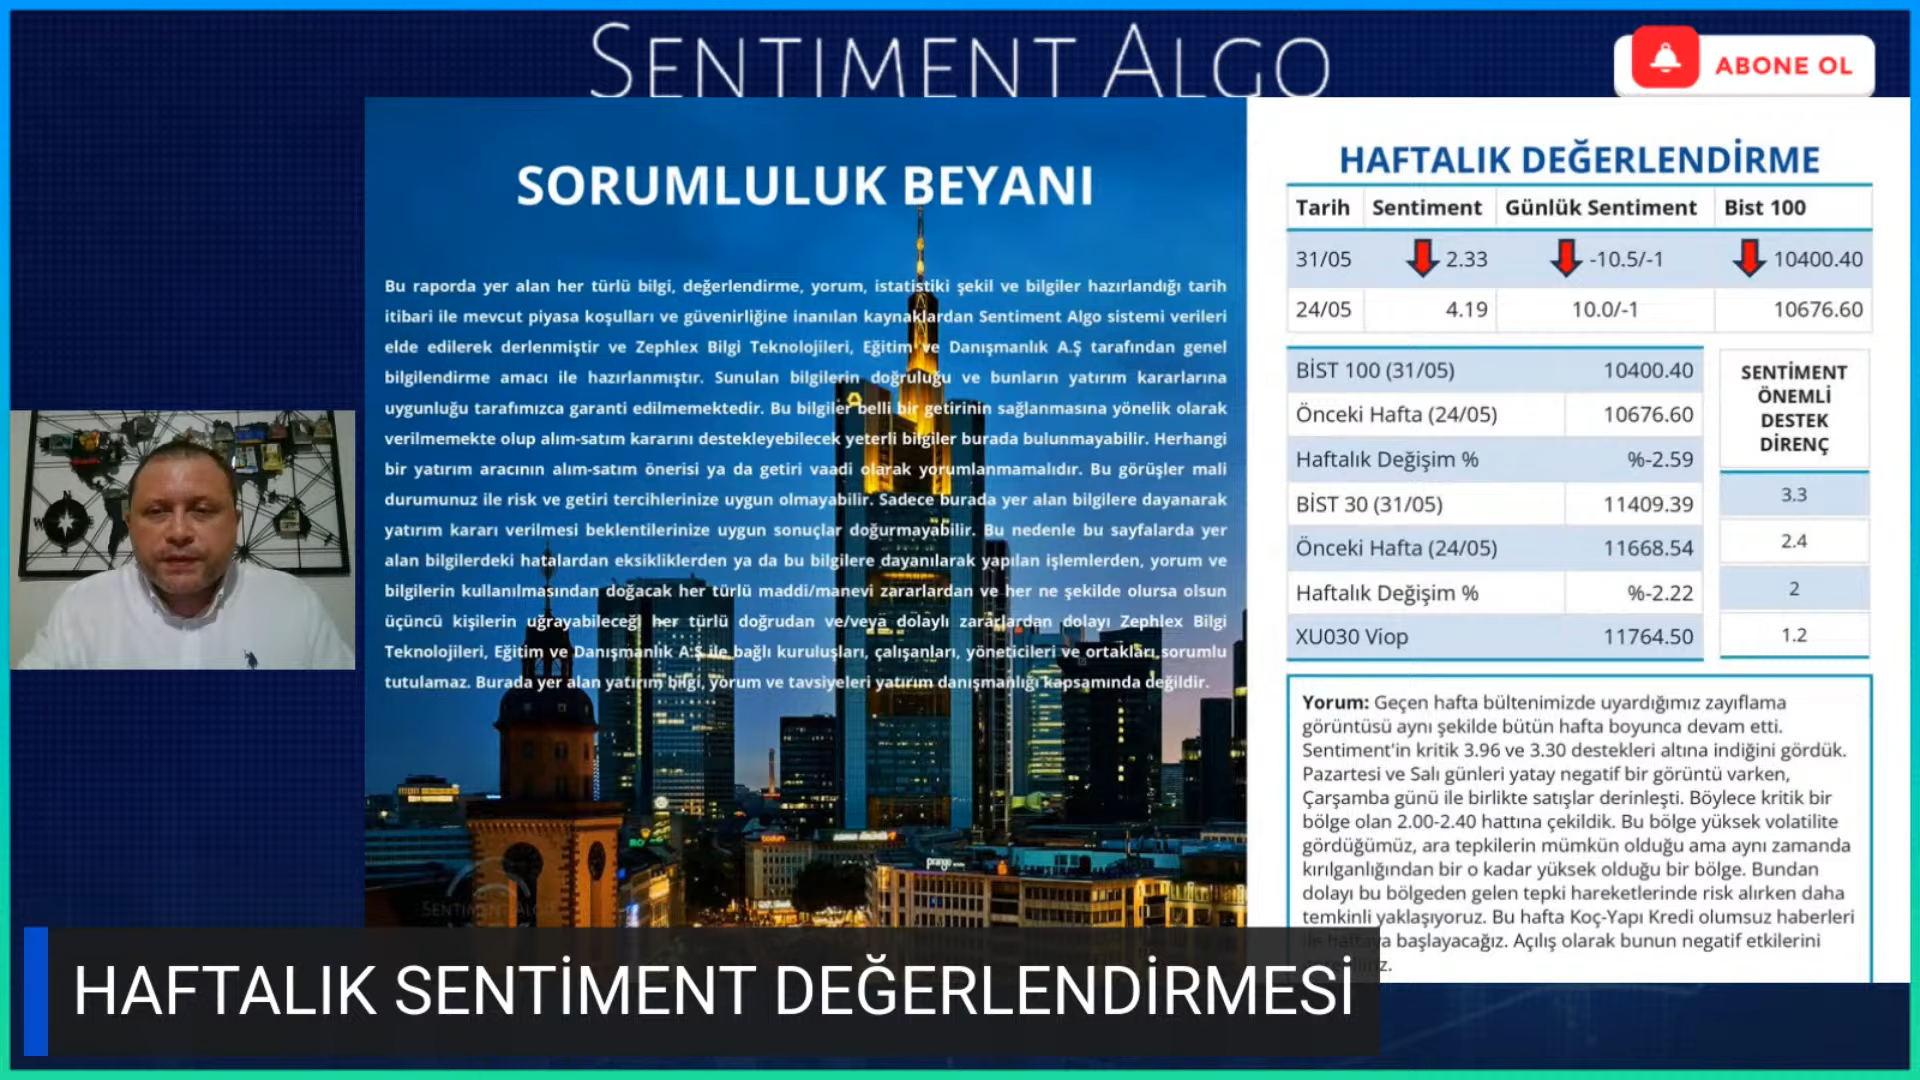 SENTIMENT ALGO
ABONE OL
SORUMLULUK BEYANI
Bu raporda yer alan her türlü bilgi, değerlendirme, yorum, istatistiki şekil ve bilgiler hazırlandığı tarih
itibari ile mevcut piyasa koşulları ve güvenirliğine inanılan kaynaklardan Sentiment Algo sistemi verileri
elde edilerek derlenmiştir ve Zephlex Bilgi Teknolojileri, Eğitim ve Danışmanlık A.Ş tarafından genel
bilgilendirme amacı ile hazırlanmıştır. Sunulan bilgilerin doğruluğu ve bunların yatırım kararlarına
uygunluğu tarafımızca garanti edilmemektedir. Bu bilgiler belli bir getirinin sağlanmasına yönelik olarak
verilmemekte olup alım-satım kararını destekleyebilecek yeterli bilgiler burada bulunmayabilir. Herhangi
bir yatırım aracının alım-satım önerisi ya da getiri vaadi olarak yorumlanmamalıdır. Bu görüşler mali
durumunuz ile risk ve getiri tercihlerinize uygun olmayabilir. Sadece burada yer alan bilgilere dayanarak
yatırım kararı verilmesi beklentilerinize uygun sonuçlar doğurmayabilir. Bu nedenle bu sayfalarda yer
alan bilgilerdeki hatalardan eksikliklerden ya da bu bilgilere dayanılarak yapılan işlemlerden, yorum ve
bilgilerin kullanılmasından doğacak her türlü maddi/manevi zararlardan ve her ne şekilde olursa olsun
üçüncü kişilerin uğrayabileceği her türlü doğrudan ve/veya dolaylı zararlardan dolayı Zephlex Bilgi
Teknolojileri, Eğitim ve Danışmanlık A.Ş ile bağlı kuruluşları, çalışanları, yöneticileri ve ortakları sorumlu
tutulamaz. Burada yer alan yatırım bilgi, yorum ve tavsiyeleri yatırım danışmanlığı kapsamında değildir.
prange
SENTIMENT ALGO
HAFTALIK DEĞERLENDİRME
Tarih Sentiment Günlük Sentiment Bist 100
31/05 2.33 -10.5/-1 10400.40
24/05 4.19 10.0/-1 10676.60
BİST 100 (31/05) 10400.40
Önceki Hafta (24/05) 10676.60
Haftalık Değişim % %-2.59
BİST 30 (31/05) 11409.39
Önceki Hafta (24/05) 11668.54
Haftalık Değişim % %-2.22
XU030 Viop 11764.50
SENTİMENT
ÖNEMLİ
DESTEK
DİRENÇ
3.3
2.4
2
1.2
Yorum: Geçen hafta bültenimizde uyardığımız zayıflama
görüntüsü aynı şekilde bütün hafta boyunca devam etti.
Sentiment'in kritik 3.96 ve 3.30 destekleri altına indiğini gördük.
Pazartesi ve Salı günleri yatay negatif bir görüntü varken,
Çarşamba günü ile birlikte satışlar derinleşti. Böylece kritik bir
bölge olan 2.00-2.40 hattına çekildik. Bu bölge yüksek volatilite
gördüğümüz, ara tepkilerin mümkün olduğu ama aynı zamanda
kırılganlığından bir o kadar yüksek olduğu bir bölge. Bundan
dolayı bu bölgeden gelen tepki hareketlerinde risk alırken daha
temkinli yaklaşıyoruz. Bu hafta Koç-Yapı Kredi olumsuz haberleri
ile haftaya başlayacağız. Açılış olarak bunun negatif etkilerini
HAFTALIK SENTİMENT DEĞERLENDİRMESİ
N
W